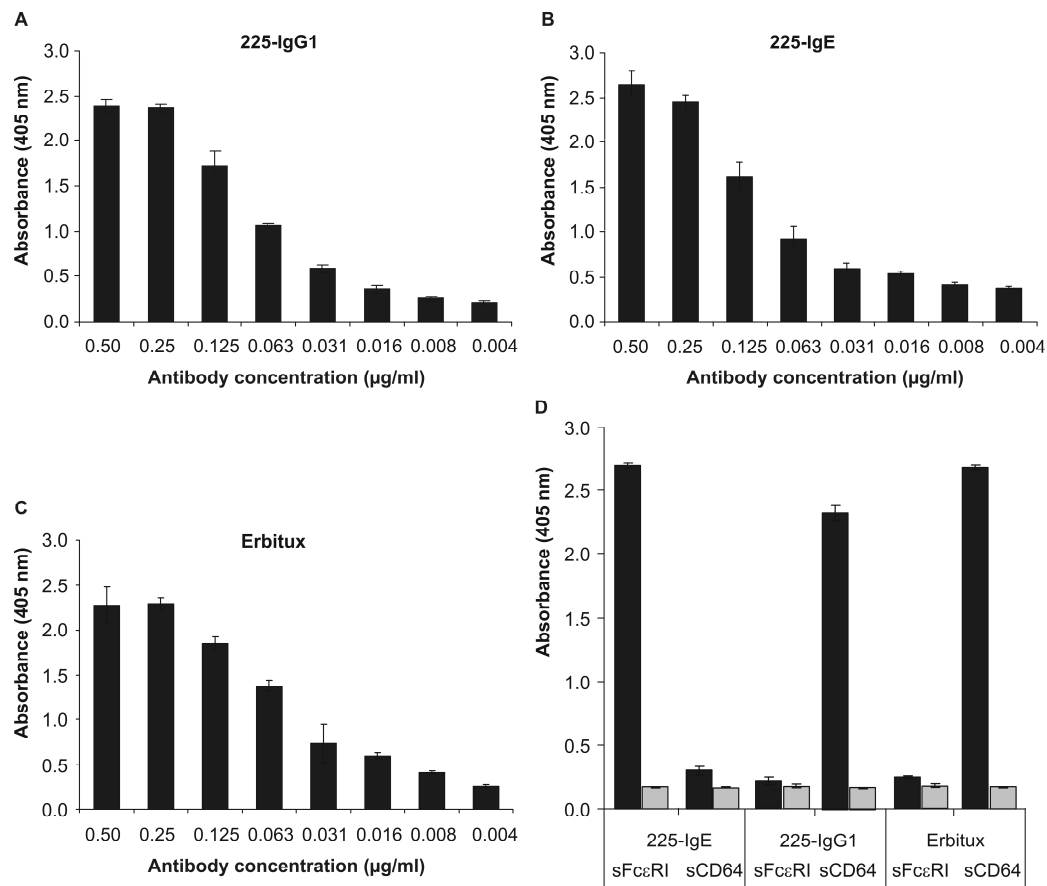 A
225-IgG1
Absorbance (405 nm)
3.0
2.5
2.0
1.5
1.0
0.5
0.0
0.50 0.25 0.125 0.063 0.031 0.016 0.008 0.004
Antibody concentration (µg/ml)
B
225-IgE
Absorbance (405 nm)
3.0
2.5
2.0
1.5
1.0
0.5
0.0
0.50 0.25 0.125 0.063 0.031 0.016 0.008 0.004
Antibody concentration (µg/ml)
C
Erbitux
Absorbance (405 nm)
3.0
2.5
2.0
1.5
1.0
0.5
0.0
0.50 0.25 0.125 0.063 0.031 0.016 0.008 0.004
Antibody concentration (µg/ml)
D
Absorbance (405 nm)
3.0
2.5
2.0
1.5
1.0
0.5
0.0
225-IgE 225-IgG1 Erbitux
sFcεRI sCD64 sFcεRI sCD64 sFcεRI sCD64